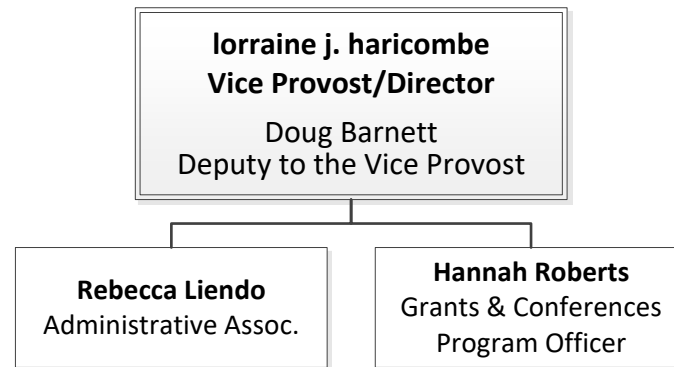 lorraine j. haricombe
Vice Provost/Director
Doug Barnett
Deputy to the Vice Provost
Rebecca Liendo
Administrative Assoc.
Hannah Roberts
Grants & Conferences
Program Officer